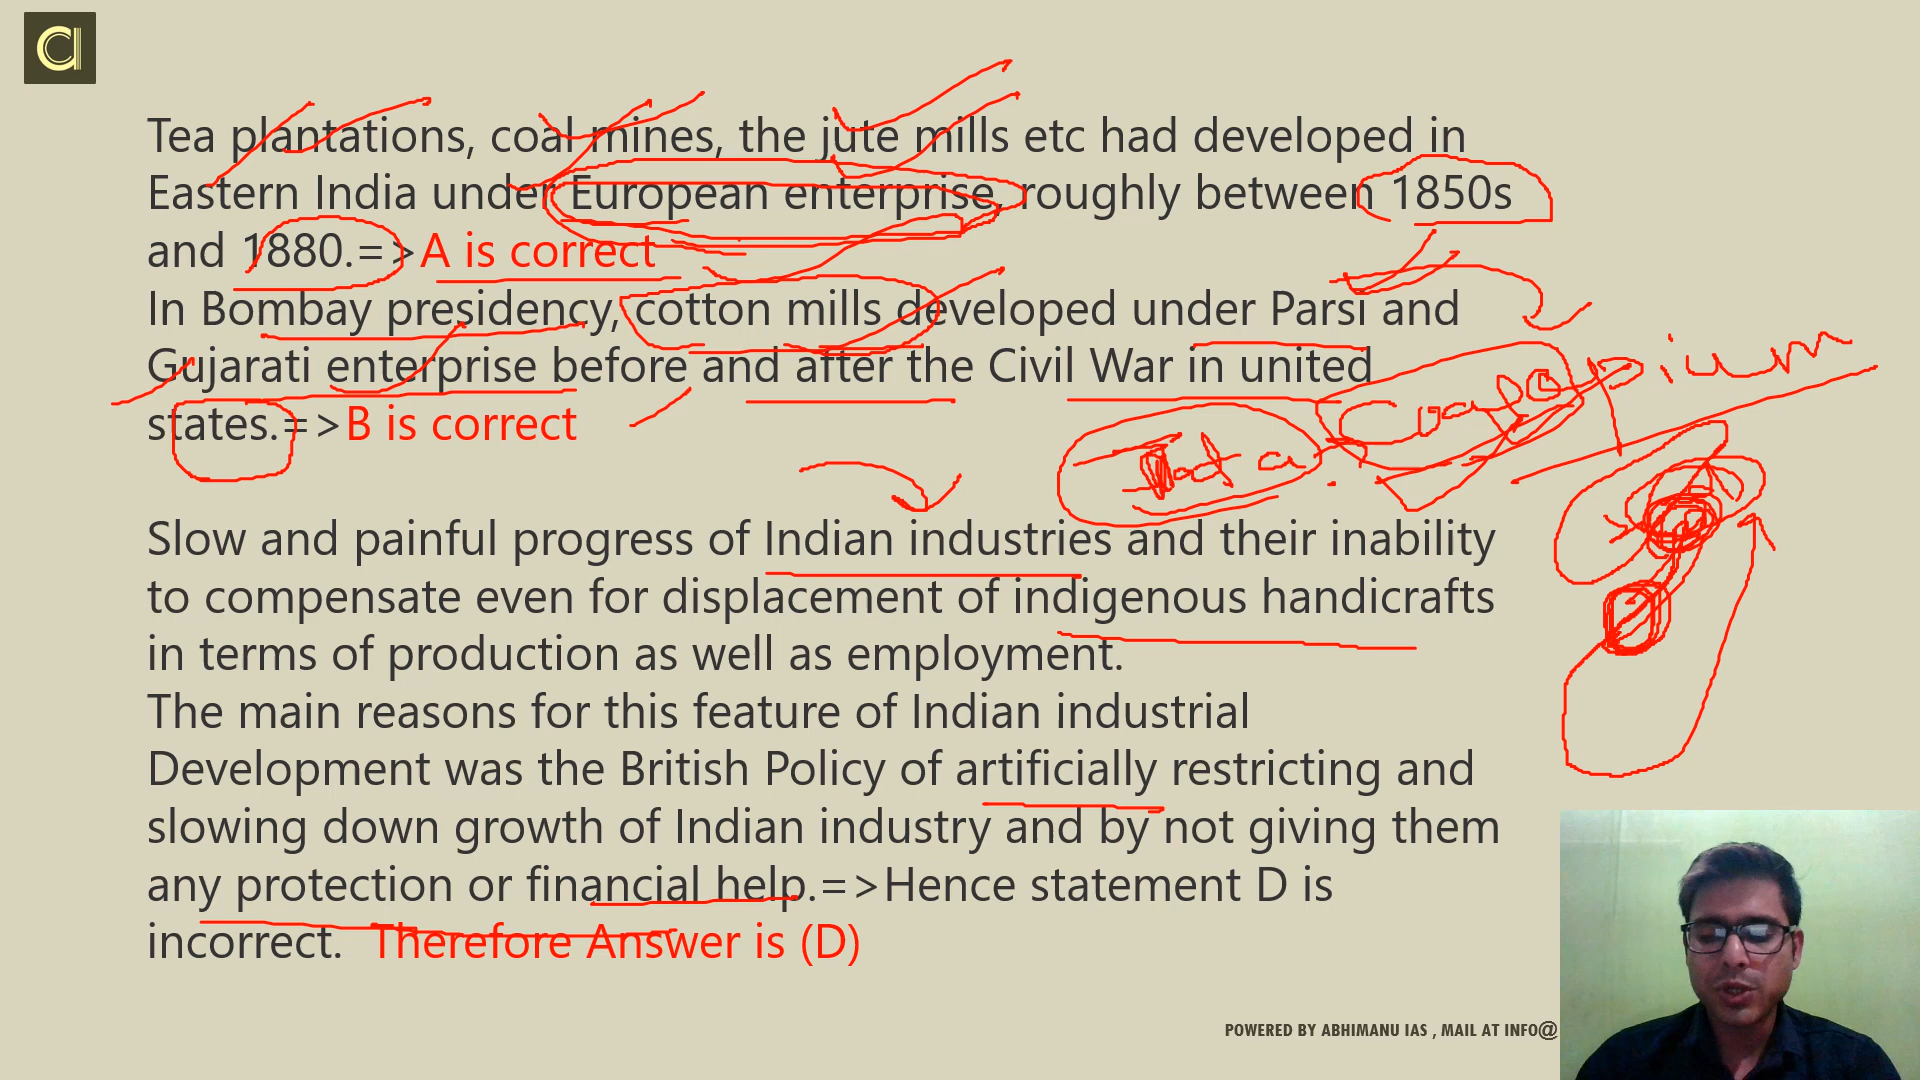 Tea plantations, coal mines, the jute mills etc had developed in
Eastern India under European enterprise, roughly between 1850s
and 1880.=>A is correct
In Bombay presidency, cotton mills developed under Parsi and
Gujarati enterprise before and after the Civil War in united
states.=>B is correct
Slow and painful progress of Indian industries and their inability
to compensate even for displacement of indigenous handicrafts
in terms of production as well as employment.
The main reasons for this feature of Indian industrial
Development was the British Policy of artificially restricting and
slowing down growth of Indian industry and by not giving them
any protection or financial help.=>Hence statement D is
incorrect. Therefore Answer is (D)
POWERED BY ABHIMANU IAS , MAIL AT INFO@